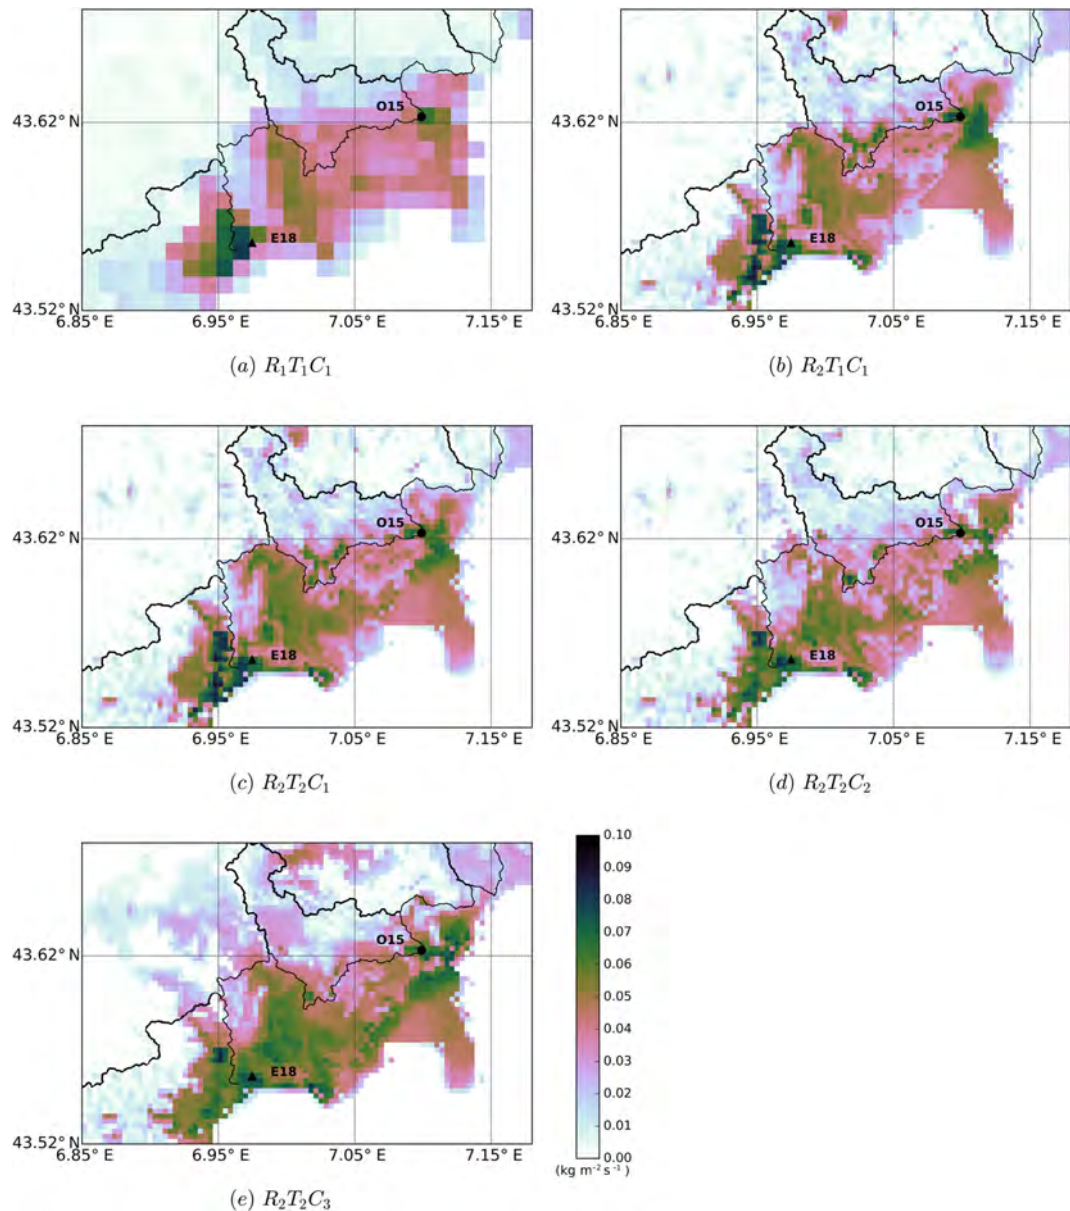 O15
E18
43.62° N
43.52° N
6.85° E 6.95° E 7.05° E 7.15° E
(a) R₁T₁C₁
O15
E18
43.62° N
43.52° N
6.85° E 6.95° E 7.05° E 7.15° E
(b) R₂T₁C₁
O15
E18
43.62° N
43.52° N
6.85° E 6.95° E 7.05° E 7.15° E
(c) R₂T₂C₁
O15
E18
43.62° N
43.52° N
6.85° E 6.95° E 7.05° E 7.15° E
(d) R₂T₂C₂
O15
E18
43.62° N
43.52° N
6.85° E 6.95° E 7.05° E 7.15° E
(e) R₂T₂C₃
0.10
0.09
0.08
0.07
0.06
0.05
0.04
0.03
0.02
0.01
0.00
(kg m⁻² s⁻¹ )